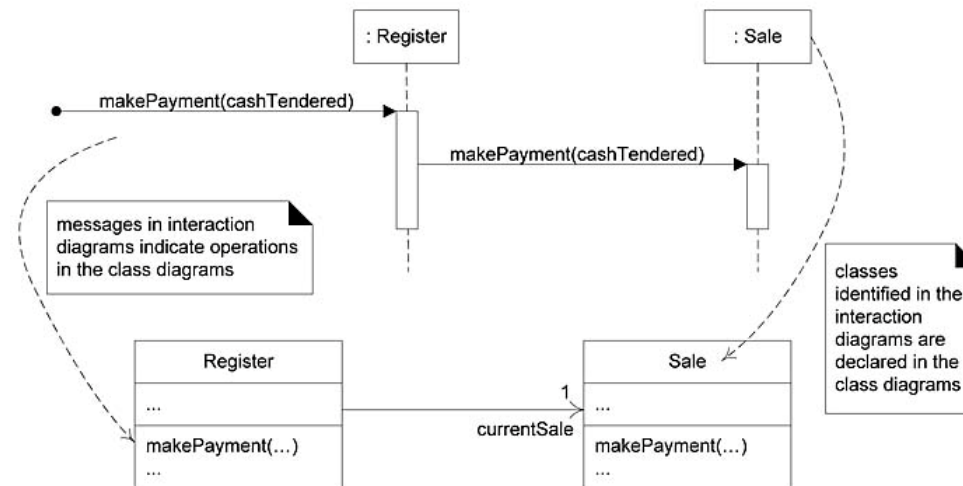 : Register
: Sale
makePayment(cashTendered)
makePayment(cashTendered)
messages in interaction
diagrams indicate operations
in the class diagrams
classes
identified in the
interaction
diagrams are
declared in the
class diagrams
Register
...
makePayment(...)
...
1
currentSale
Sale
...
makePayment(...)
...